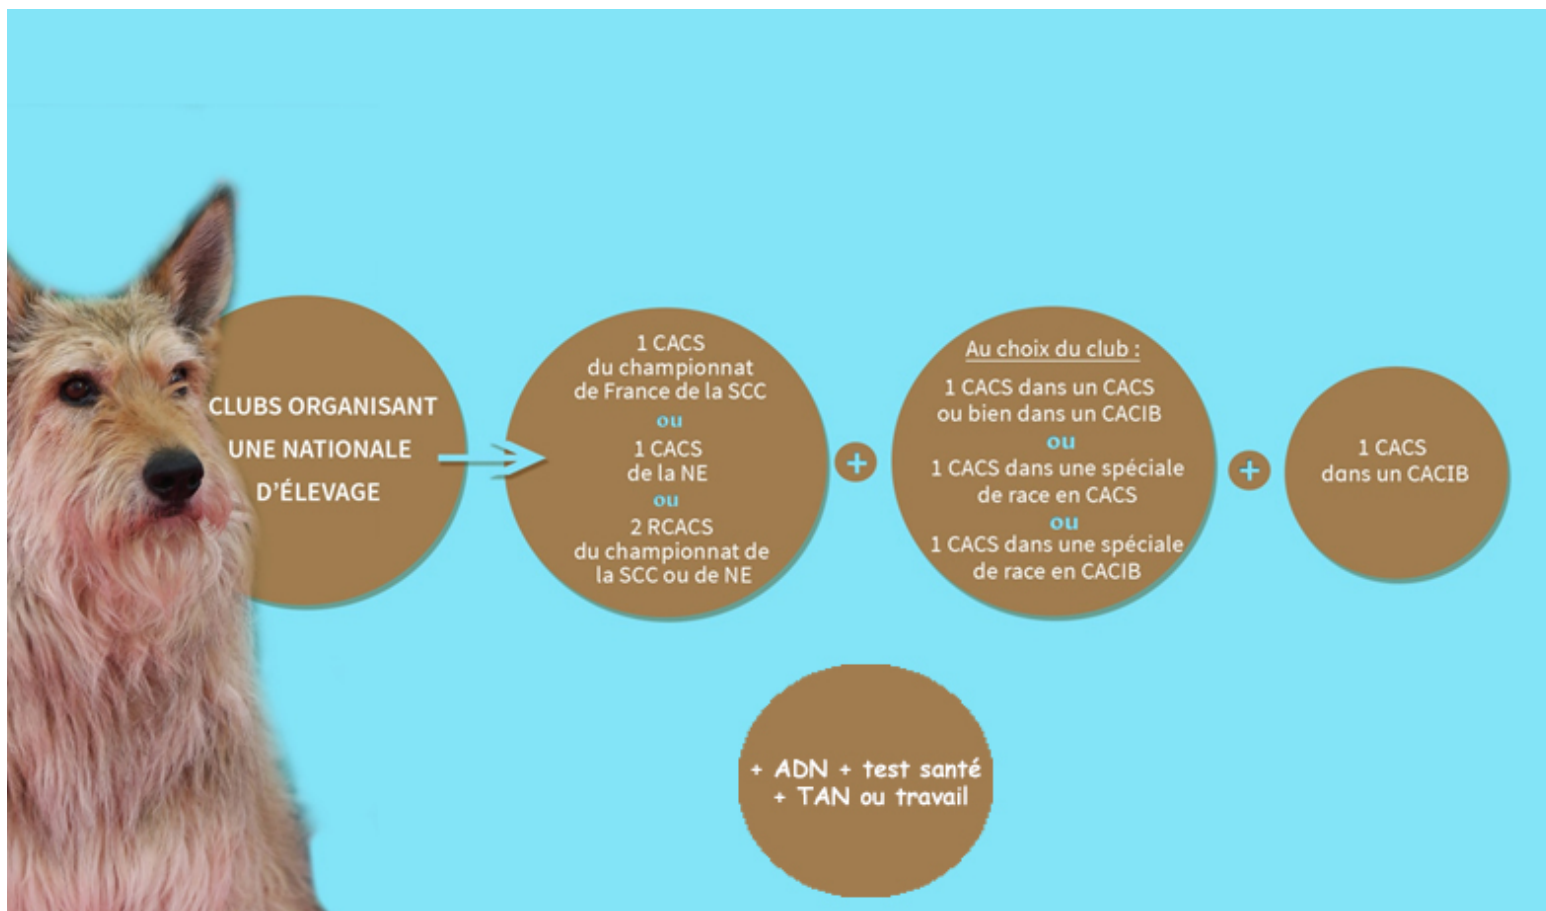 CLUBS ORGANISANT
UNE NATIONALE
D'ÉLEVAGE
1 CACS
du championnat
de France de la SCC
ou
1 CACS
de la NE
ou
2 RCACS
du championnat de
la SCC ou de NE
+
Au choix du club :
1 CACS dans un CACS
ou bien dans un CACIB
ou
1 CACS dans une spéciale
de race en CACS
ou
1 CACS dans une spéciale
de race en CACIB
+
1 CACS
dans un CACIB
+ ADN + test santé
+ TAN ou travail